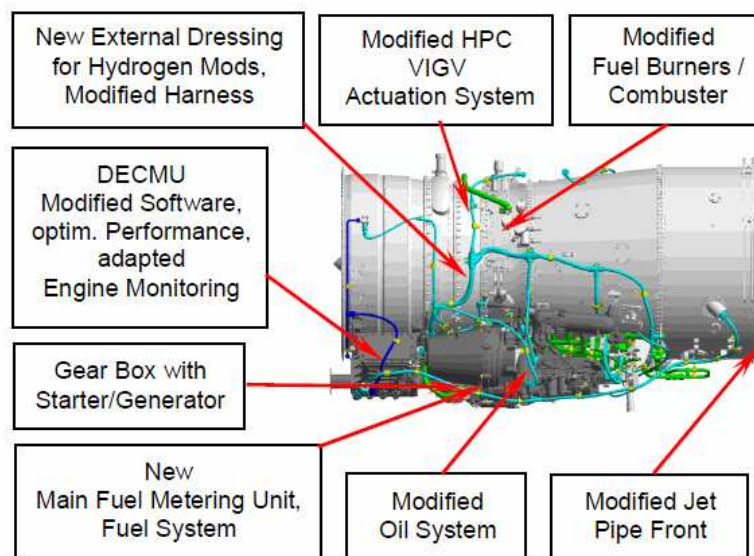 New External Dressing
for Hydrogen Mods,
Modified Harness
Modified HPC
VIGV
Actuation System
Modified
Fuel Burners /
Combuster
DECMU
Modified Software,
optim. Performance,
adapted
Engine Monitoring
Gear Box with
Starter/Generator
New
Main Fuel Metering Unit,
Fuel System
Modified
Oil System
Modified Jet
Pipe Front